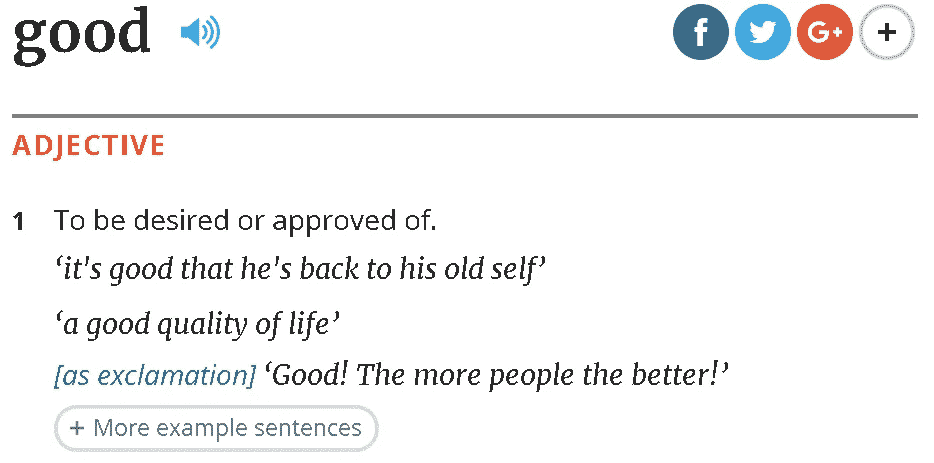 good
f G+ +
ADJECTIVE
1 To be desired or approved of.
‘it's good that he's back to his old self’
‘a good quality of life’
[as exclamation] ‘Good! The more people the better!’
+ More example sentences